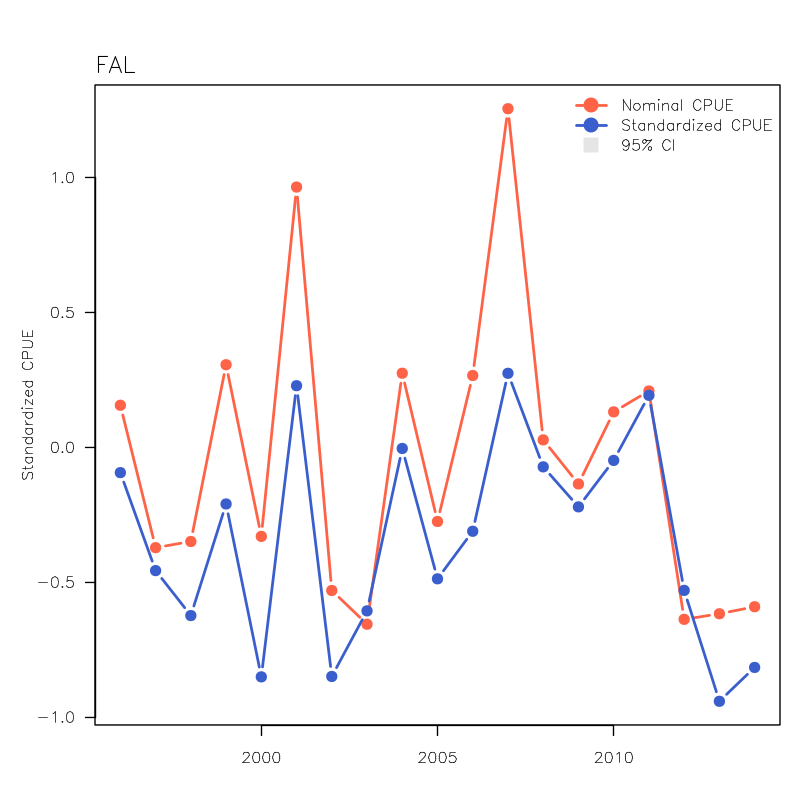 FAL
Nominal CPUE
Standardized CPUE
95% CI
1.0
0.5
0.0
−0.5
−1.0
Standardized CPUE
2000 2005 2010